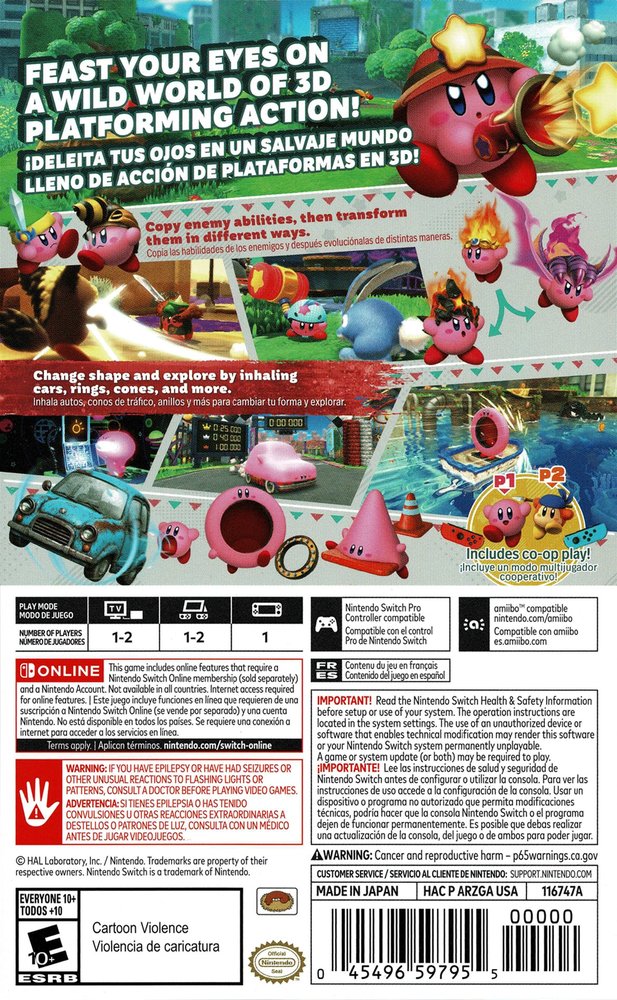 FEAST YOUR EYES ON
A WILD WORLD OF 3D
PLATFORMING ACTION!
¡DELEITA TUS OJOS EN UN SALVAJE MUNDO
LLENO DE ACCIÓN DE PLATAFORMAS EN 3D!
Copy enemy abilities, then transform
them in different ways.
Copia las habilidades de los enemigos y después evoluciónalas de distintas maneras.
Change shape and explore by inhaling
cars, rings, cones, and more.
Inhala autos, conos de tráfico, anillos y más para cambiar tu forma y explorar.
P1 P2
Includes co-op play!
¡Incluye un modo multijugador
cooperativo!
PLAY MODE
MODO DE JUEGO
TV
NUMBER OF PLAYERS
NÚMERO DE JUGADORES
1-2
1-2
1
Nintendo Switch Pro
Controller compatible
Compatible con el control
Pro de Nintendo Switch
amiibo™ compatible
nintendo.com/amiibo
Compatible con amiibo
es.amiibo.com
FR Contenu du jeu en français
ES Contenido del juego en español
ONLINE
This game includes online features that require a
Nintendo Switch Online membership (sold separately)
and a Nintendo Account. Not available in all countries. Internet access required
for online features. | Este juego incluye funciones en línea que requieren de una
suscripción a Nintendo Switch Online (se vende por separado) y una cuenta
Nintendo. No está disponible en todos los países. Se requiere una conexión a
internet para acceder a los servicios en línea.
Terms apply. | Aplican términos. nintendo.com/switch-online
WARNING: IF YOU HAVE EPILEPSY OR HAVE HAD SEIZURES OR
OTHER UNUSUAL REACTIONS TO FLASHING LIGHTS OR
PATTERNS, CONSULT A DOCTOR BEFORE PLAYING VIDEO GAMES.
ADVERTENCIA: SI TIENES EPILEPSIA O HAS TENIDO
CONVULSIONES U OTRAS REACCIONES EXTRAORDINARIAS A
DESTELLOS O PATRONES DE LUZ, CONSULTA CON UN MÉDICO
ANTES DE JUGAR VIDEOJUEGOS.
IMPORTANT! Read the Nintendo Switch Health & Safety Information
before setup or use of your system. The operation instructions are
located in the system settings. The use of an unauthorized device or
software that enables technical modification may render this software
or your Nintendo Switch system permanently unplayable.
A game or system update (or both) may be required to play.
¡IMPORTANTE! Lee las instrucciones de salud y seguridad de
Nintendo Switch antes de configurar o utilizar la consola. Para ver las
instrucciones de uso accede a la configuración de la consola. Usar un
dispositivo o programa no autorizado que permita modificaciones
técnicas, podría hacer que la consola Nintendo Switch o el programa
dejen de funcionar permanentemente. Es posible que debas realizar
una actualización de la consola, del juego o de ambos para poder jugar.
© HAL Laboratory, Inc. / Nintendo. Trademarks are property of their
respective owners. Nintendo Switch is a trademark of Nintendo.
WARNING: Cancer and reproductive harm – p65warnings.ca.gov
CUSTOMER SERVICE / SERVICIO AL CLIENTE DE NINTENDO: SUPPORT.NINTENDO.COM
MADE IN JAPAN
HAC P ARZGA USA
116747A
EVERYONE 10+
TODOS +10
E
10+
ESRB
Cartoon Violence
Violencia de caricatura
Official
Nintendo
Seal
00000
0 45496 59795 5